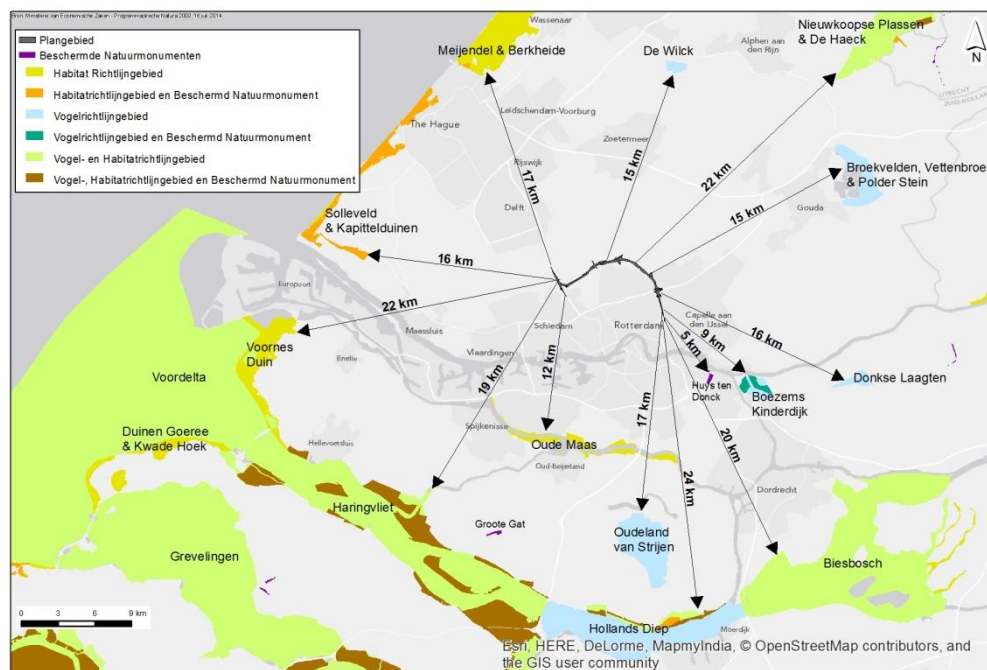 Bron: Ministerie van Economische Zaken - Programmadirectie Natura 2000, 16 juli 2014
Plangebied
Beschermde Natuurmonumenten
Habitat Richtlijngebied
Habitatrichtlijngebied en Beschermd Natuurmonument
Vogelrichtlijngebied
Vogelrichtlijngebied en Beschermd Natuurmonument
Vogel- en Habitatrichtlijngebied
Vogel-, Habitatrichtlijngebied en Beschermd Natuurmonument
Wassenaar
Meijendel & Berkheide
De Wilck
Nieuwkoopse Plassen
& De Haeck
Alphen aan
den Rijn
N
UTRECHT
ZUID-HOLLAND
Leidschendam-Voorburg
The Hague
Zoetermeer
Rijswijk
17 km
15 km
22 km
Broekvelden, Vettenbroek
& Polder Stein
Delft
Gouda
15 km
Solleveld
& Kapittelduinen
16 km
Europoort
22 km
Maassluis
Schiedam
Rotterdam
Capelle aan
den IJssel
16 km
9 km
5 km
Voornes
Duin
Brielle
Vlaardingen
12 km
19 km
Voordelta
Huys ten
Donck
Boezems
Kinderdijk
Donkse Laagten
Duinen Goeree
& Kwade Hoek
Hellevoetsluis
Spijkenisse
Oude Maas
Oud-Beijerland
17 km
20 km
24 km
Dordrecht
Haringvliet
Groote Gat
Oudeland
van Strijen
Grevelingen
Biesbosch
0 3 6 9 km
Hollands Diep
Moerdijk
Esri, HERE, DeLorme, MapmyIndia, © OpenStreetMap contributors, and
the GIS user community